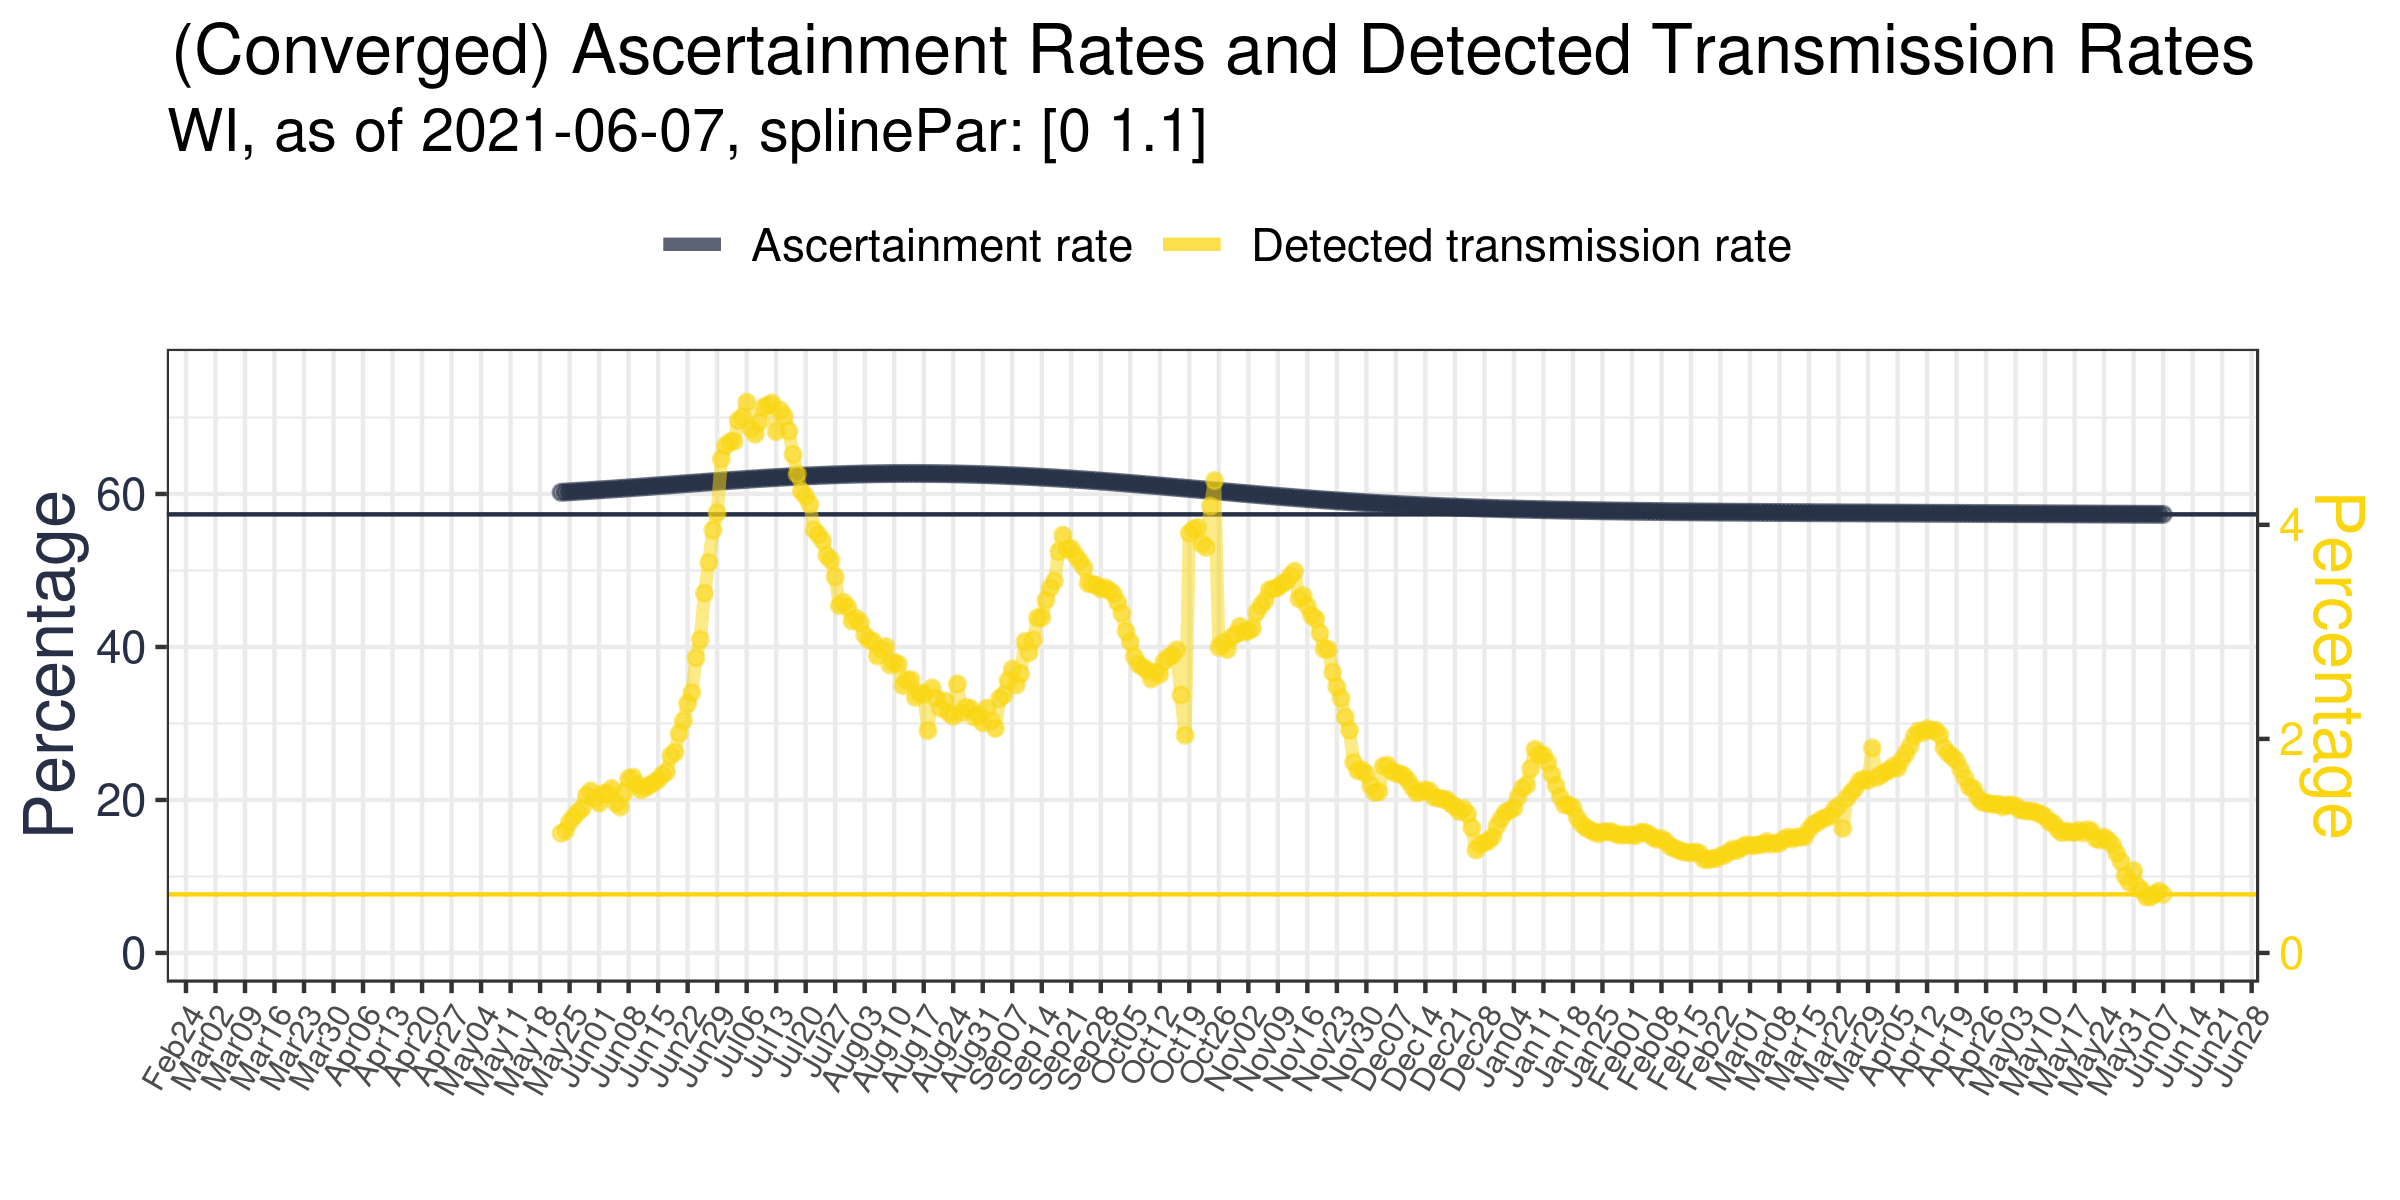 (Converged) Ascertainment Rates and Detected Transmission Rates
WI, as of 2021-06-07, splinePar: [0 1.1]
Ascertainment rate
Detected transmission rate
Percentage
60
40
20
0
4
2
0
Percentage
Feb24
Mar02
Mar09
Mar16
Mar23
Mar30
Apr06
Apr13
Apr20
Apr27
May04
May11
May18
May25
Jun01
Jun08
Jun15
Jun22
Jun29
Jul06
Jul13
Jul20
Jul27
Aug03
Aug10
Aug17
Aug24
Aug31
Sep07
Sep14
Sep21
Sep28
Oct05
Oct12
Oct19
Oct26
Nov02
Nov09
Nov16
Nov23
Nov30
Dec07
Dec14
Dec21
Dec28
Jan04
Jan11
Jan18
Jan25
Feb01
Feb08
Feb15
Feb22
Mar01
Mar08
Mar15
Mar22
Mar29
Apr05
Apr12
Apr19
Apr26
May03
May10
May17
May24
May31
Jun07
Jun14
Jun21
Jun28